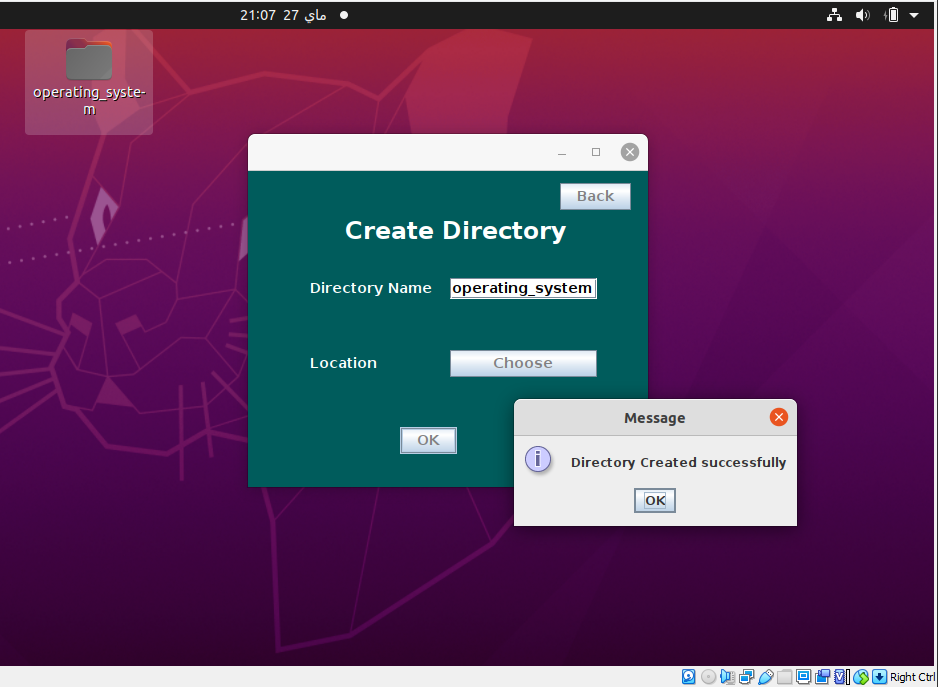 21:07 27 ماي
operating_syste-
m
Back
Create Directory
Directory Name operating_system
Location Choose
OK
Message
Directory Created successfully
OK
Right Ctrl